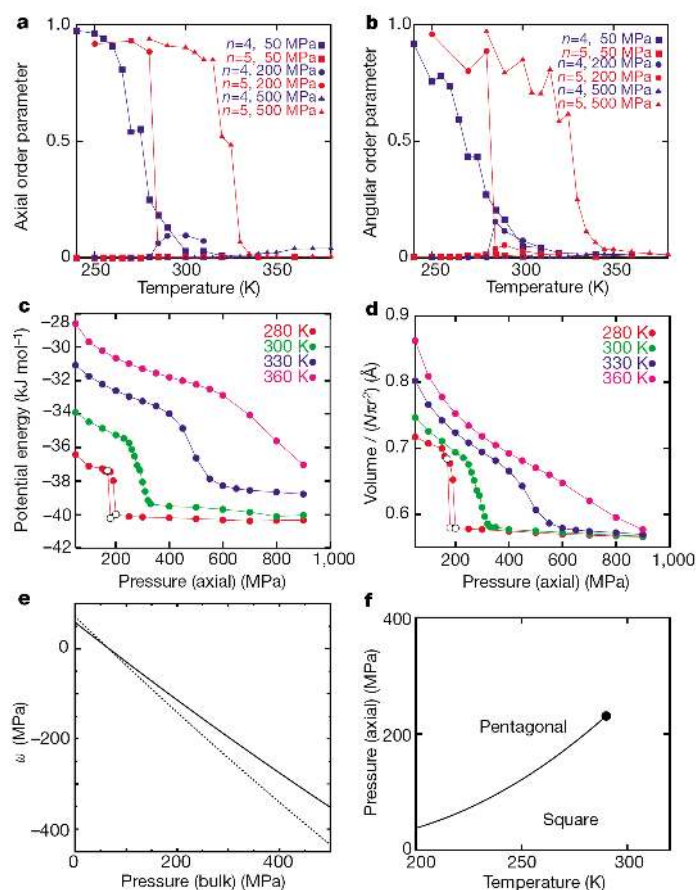 a
1.0
0.5
0
Axial order parameter
n=4, 50 MPa
n=5, 50 MPa
n=4, 200 MPa
n=5, 200 MPa
n=4, 500 MPa
n=5, 500 MPa
250 300 350
Temperature (K)
b
1.0
0.5
0
Angular order parameter
n=4, 50 MPa
n=5, 50 MPa
n=4, 200 MPa
n=5, 200 MPa
n=4, 500 MPa
n=5, 500 MPa
250 300 350
Temperature (K)
c
−28
−30
−32
−34
−36
−38
−40
−42
Potential energy (kJ mol−1)
280 K
300 K
330 K
360 K
200 400 600 800 1,000
Pressure (axial) (MPa)
d
0.9
0.8
0.7
0.6
Volume / (Nπr2) (Å)
280 K
300 K
330 K
360 K
200 400 600 800 1,000
Pressure (axial) (MPa)
e
0
−200
−400
ω (MPa)
0 200 400
Pressure (bulk) (MPa)
f
400
200
0
Pressure (axial) (MPa)
Pentagonal
Square
200 250 300
Temperature (K)